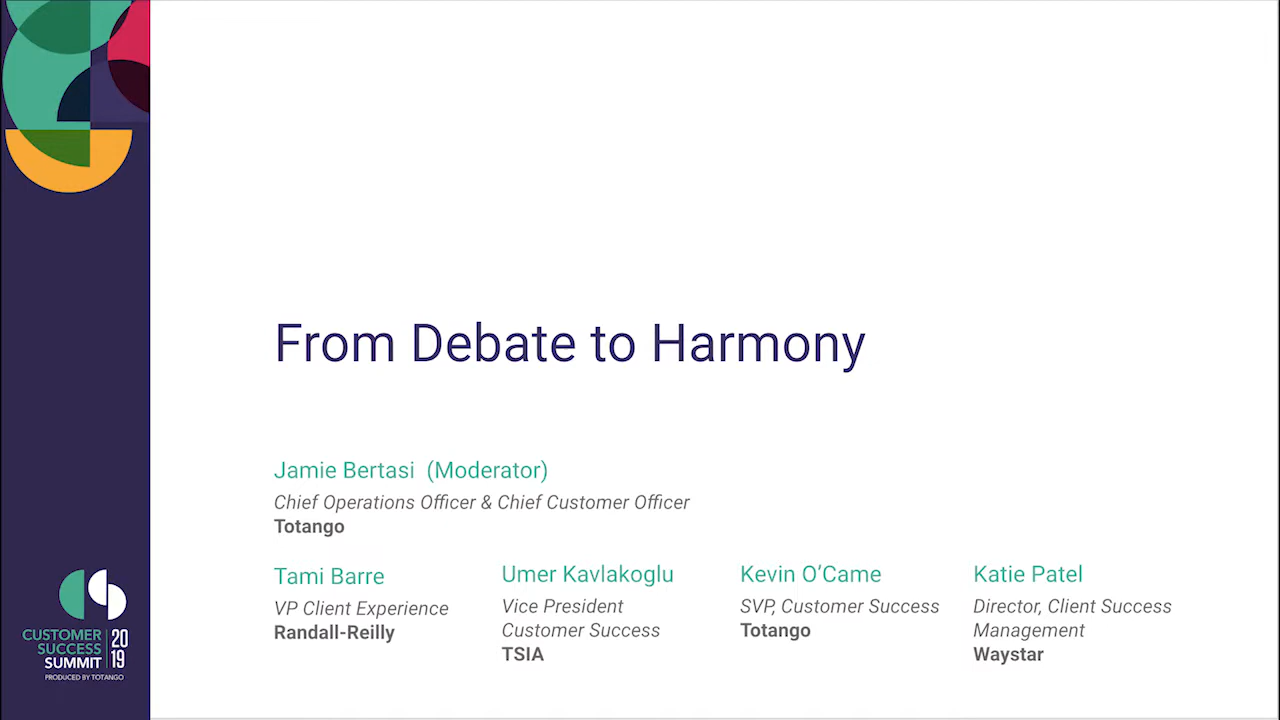 From Debate to Harmony
Jamie Bertasi (Moderator)
Chief Operations Officer & Chief Customer Officer
Totango
Tami Barre
VP Client Experience
Randall-Reilly
Umer Kavlakoglu
Vice President
Customer Success
TSIA
Kevin O’Came
SVP, Customer Success
Totango
Katie Patel
Director, Client Success
Management
Waystar
CUSTOMER
SUCCESS
SUMMIT
20
19
PRODUCED BY TOTANGO